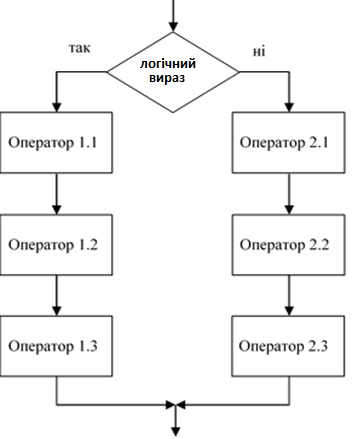 так
логічний
вираз
ні
Оператор 1.1
Оператор 2.1
Оператор 1.2
Оператор 2.2
Оператор 1.3
Оператор 2.3